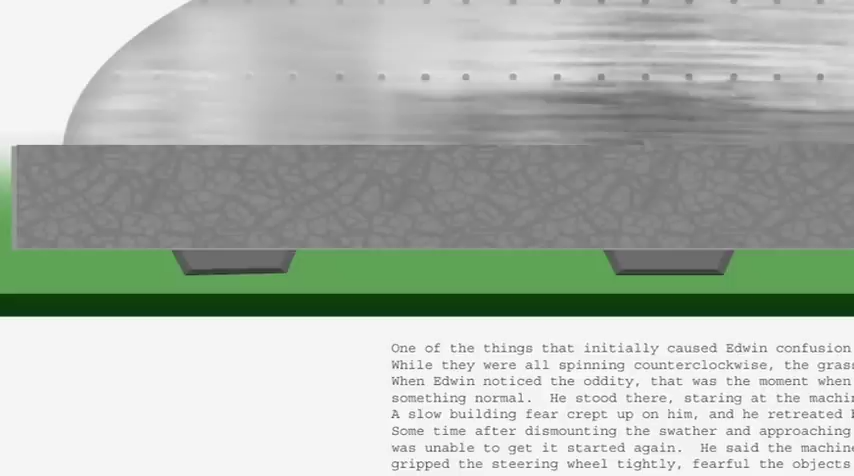 One of the things that initially caused Edwin confusion
While they were all spinning counterclockwise, the
When Edwin noticed the oddity, that was the moment when
something normal.  He stood there, staring at the
A slow building fear crept up on him, and he retreated
Some time after dismounting the swather and approaching
was unable to get it started again.  He said the machine
gripped the steering wheel tightly, fearful the objects